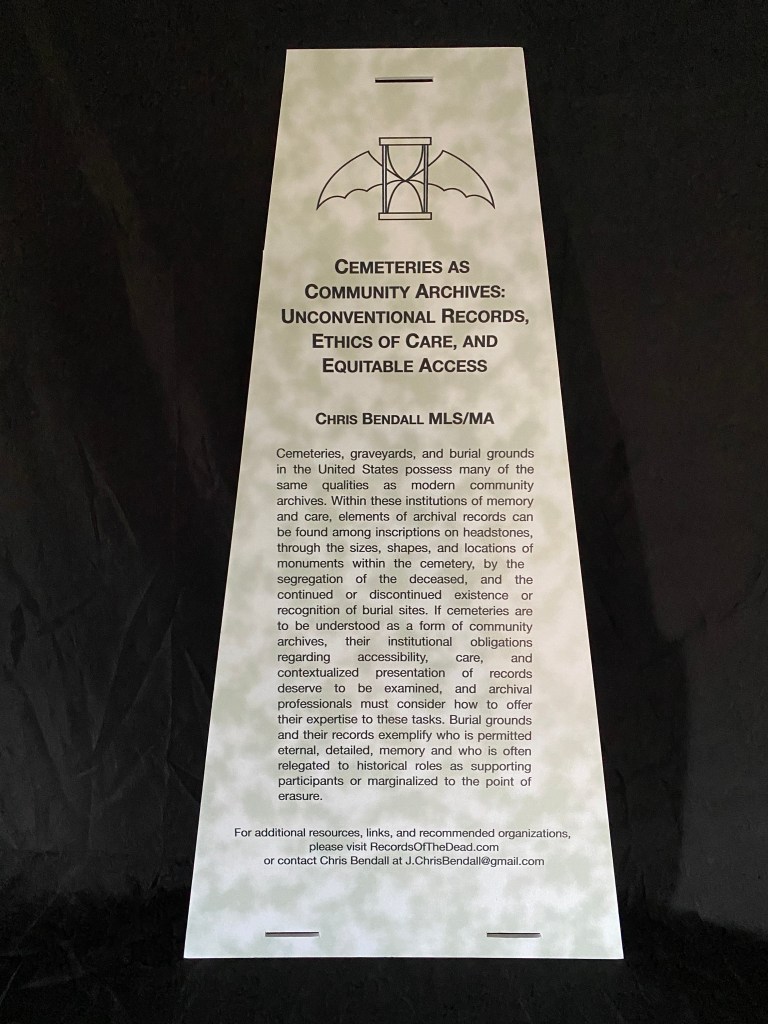 CEMETERIES AS
COMMUNITY ARCHIVES:
UNCONVENTIONAL RECORDS,
ETHICS OF CARE, AND
EQUITABLE ACCESS
CHRIS BENDALL MLS/MA
Cemeteries, graveyards, and burial grounds
in the United States possess many of the
same qualities as modern community
archives. Within these institutions of memory
and care, elements of archival records can
be found among inscriptions on headstones,
through the sizes, shapes, and locations of
monuments within the cemetery, by the
segregation of the deceased, and the
continued or discontinued existence or
recognition of burial sites. If cemeteries are
to be understood as a form of community
archives, their institutional obligations
regarding accessibility, care, and
contextualized presentation of records
deserve to be examined, and archival
professionals must consider how to offer
their expertise to these tasks. Burial grounds
and their records exemplify who is permitted
eternal, detailed, memory and who is often
relegated to historical roles as supporting
participants or marginalized to the point of
erasure.
For additional resources, links, and recommended organizations,
please visit RecordsOfTheDead.com
or contact Chris Bendall at J.ChrisBendall@gmail.com